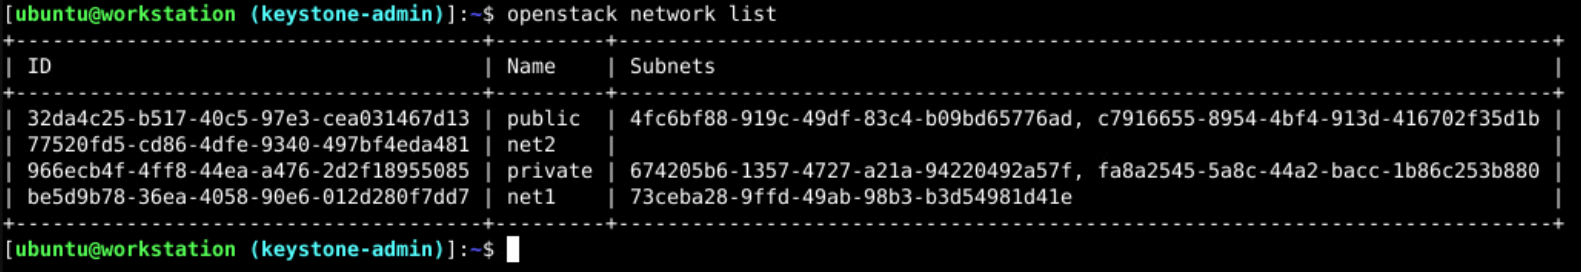 [ubuntu@workstation (keystone-admin)]:~$ openstack network list
+--------------------------------------+---------+----------------------------------------------------------------------------+
| ID                                   | Name    | Subnets                                                                    |
+--------------------------------------+---------+----------------------------------------------------------------------------+
| 32da4c25-b517-40c5-97e3-cea031467d13 | public  | 4fc6bf88-919c-49df-83c4-b09bd65776ad, c7916655-8954-4bf4-913d-416702f35d1b |
| 77520fd5-cd86-4dfe-9340-497bf4eda481 | net2    |                                                                            |
| 966ecb4f-4ff8-44ea-a476-2d2f18955085 | private | 674205b6-1357-4727-a21a-94220492a57f, fa8a2545-5a8c-44a2-bacc-1b86c253b880 |
| be5d9b78-36ea-4058-90e6-012d280f7dd7 | net1    | 73ceba28-9ffd-49ab-98b3-b3d54981d41e                                       |
+--------------------------------------+---------+----------------------------------------------------------------------------+
[ubuntu@workstation (keystone-admin)]:~$